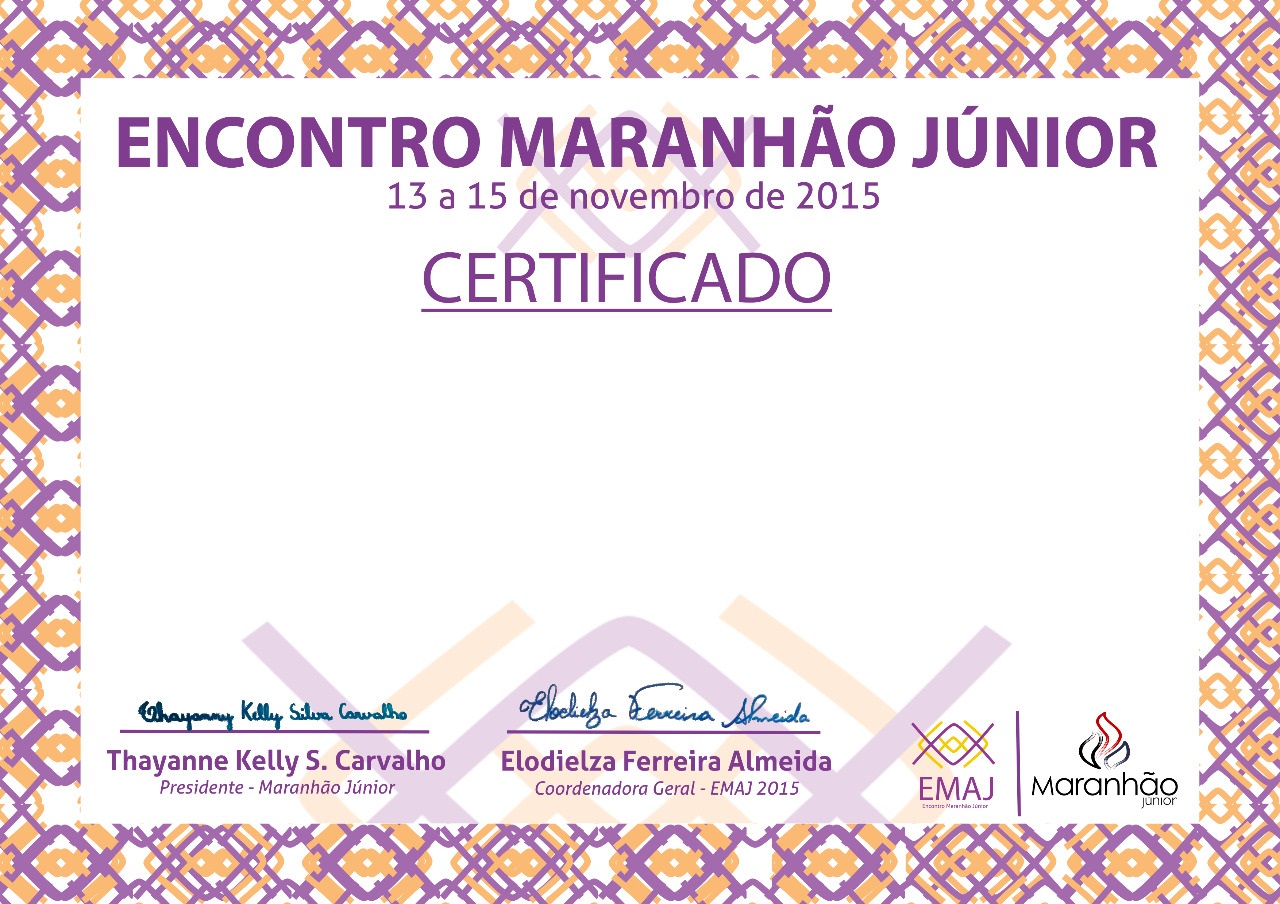 ENCONTRO MARANHÃO JÚNIOR
13 a 15 de novembro de 2015
CERTIFICADO
Thayanny Kelly Silva Carvalho
Elodielza Ferreira Almeida
Thayanne Kelly S. Carvalho
Elodielza Ferreira Almeida
Presidente - Maranhão Júnior
Coordenadora Geral - EMAJ 2015
EMAJ
Encontro Maranhão Júnior
Maranhão
júnior